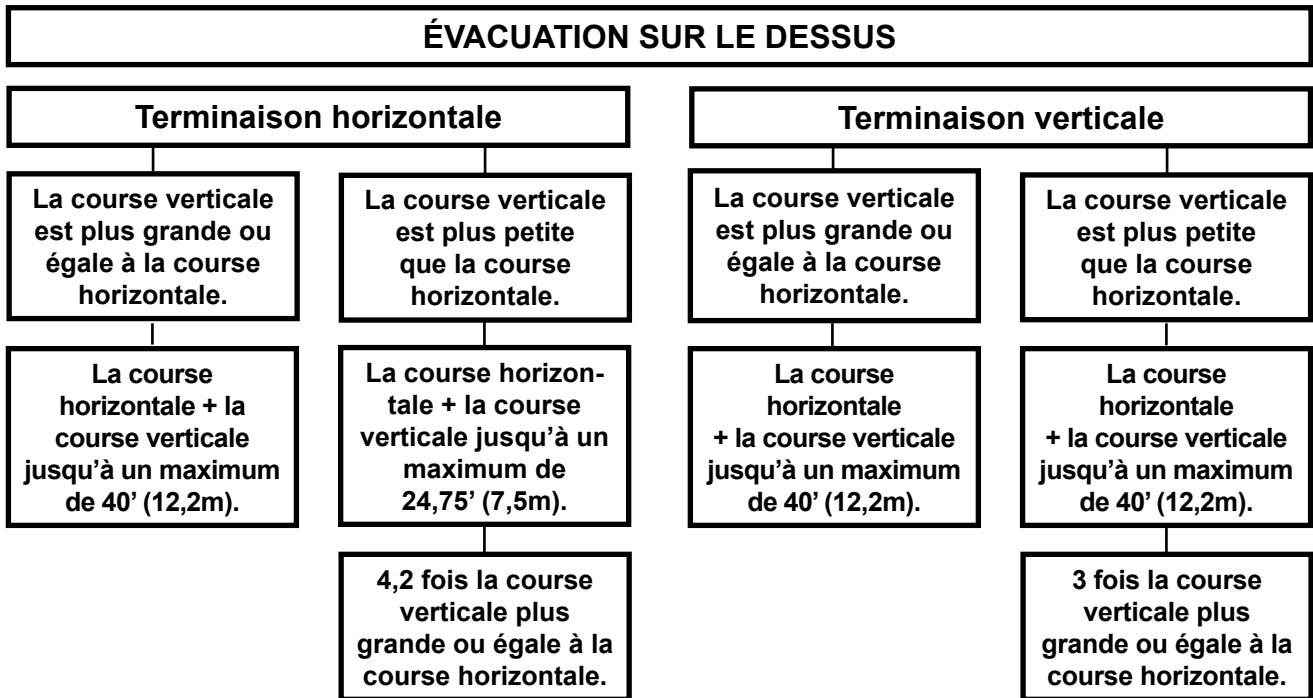 ÉVACUATION SUR LE DESSUS
Terminaison horizontale
La course verticale
est plus grande ou
égale à la course
horizontale.
La course
horizontale + la
course verticale
jusqu’à un maximum
de 40’ (12,2m).
La course verticale
est plus petite
que la course
horizontale.
La course horizon-
tale + la course
verticale jusqu’à un
maximum de
24,75’ (7,5m).
4,2 fois la course
verticale plus
grande ou égale à la
course horizontale.
Terminaison verticale
La course verticale
est plus grande ou
égale à la course
horizontale.
La course
horizontale
+ la course verticale
jusqu’à un maximum
de 40’ (12,2m).
La course verticale
est plus petite
que la course
horizontale.
La course
horizontale
+ la course verticale
jusqu’à un maximum
de 40’ (12,2m).
3 fois la course
verticale plus
grande ou égale à la
course horizontale.